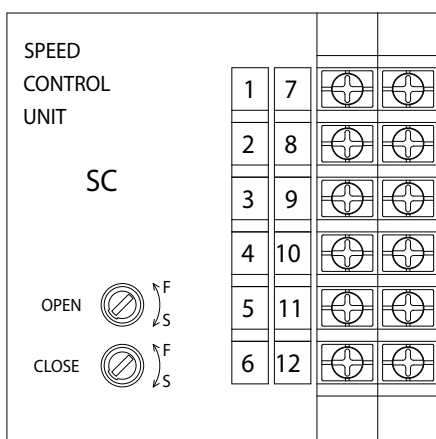 SPEED
CONTROL
UNIT
SC
1 7
2 8
3 9
4 10
5 11
6 12
OPEN F S
CLOSE F S